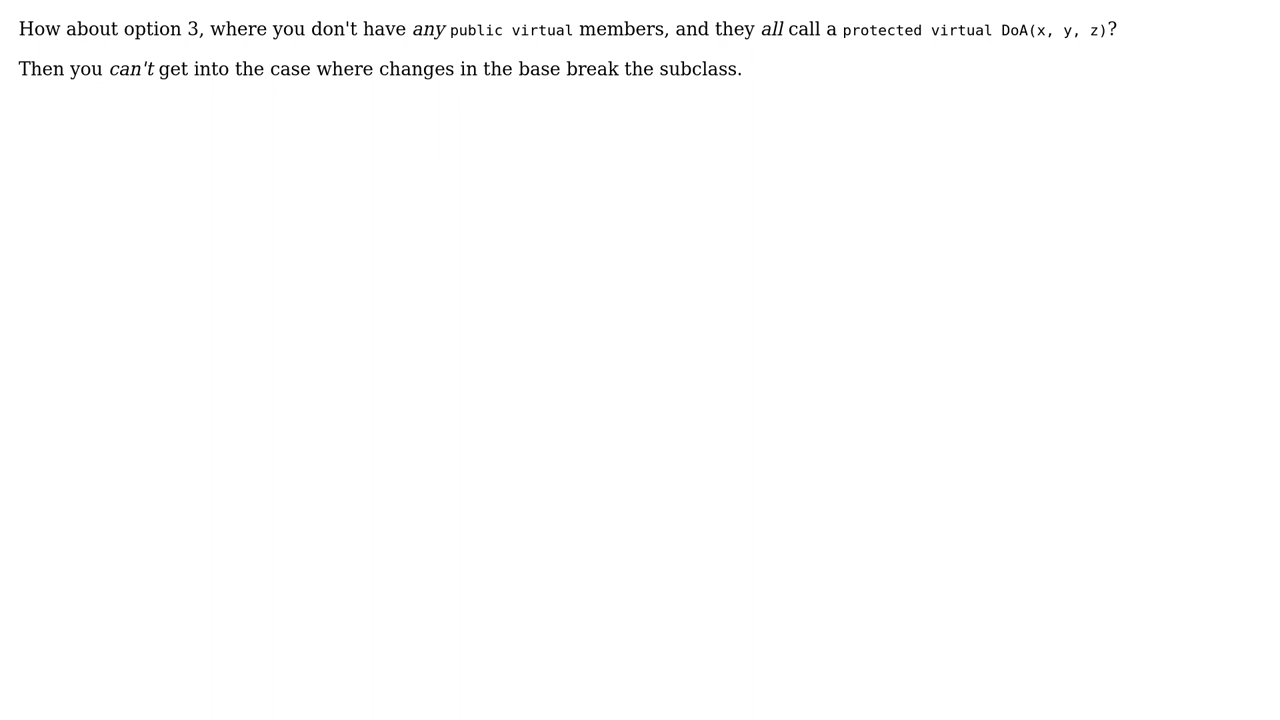 How about option 3, where you don't have any public virtual members, and they all call a protected virtual DoA(x, y, z)?
Then you can't get into the case where changes in the base break the subclass.